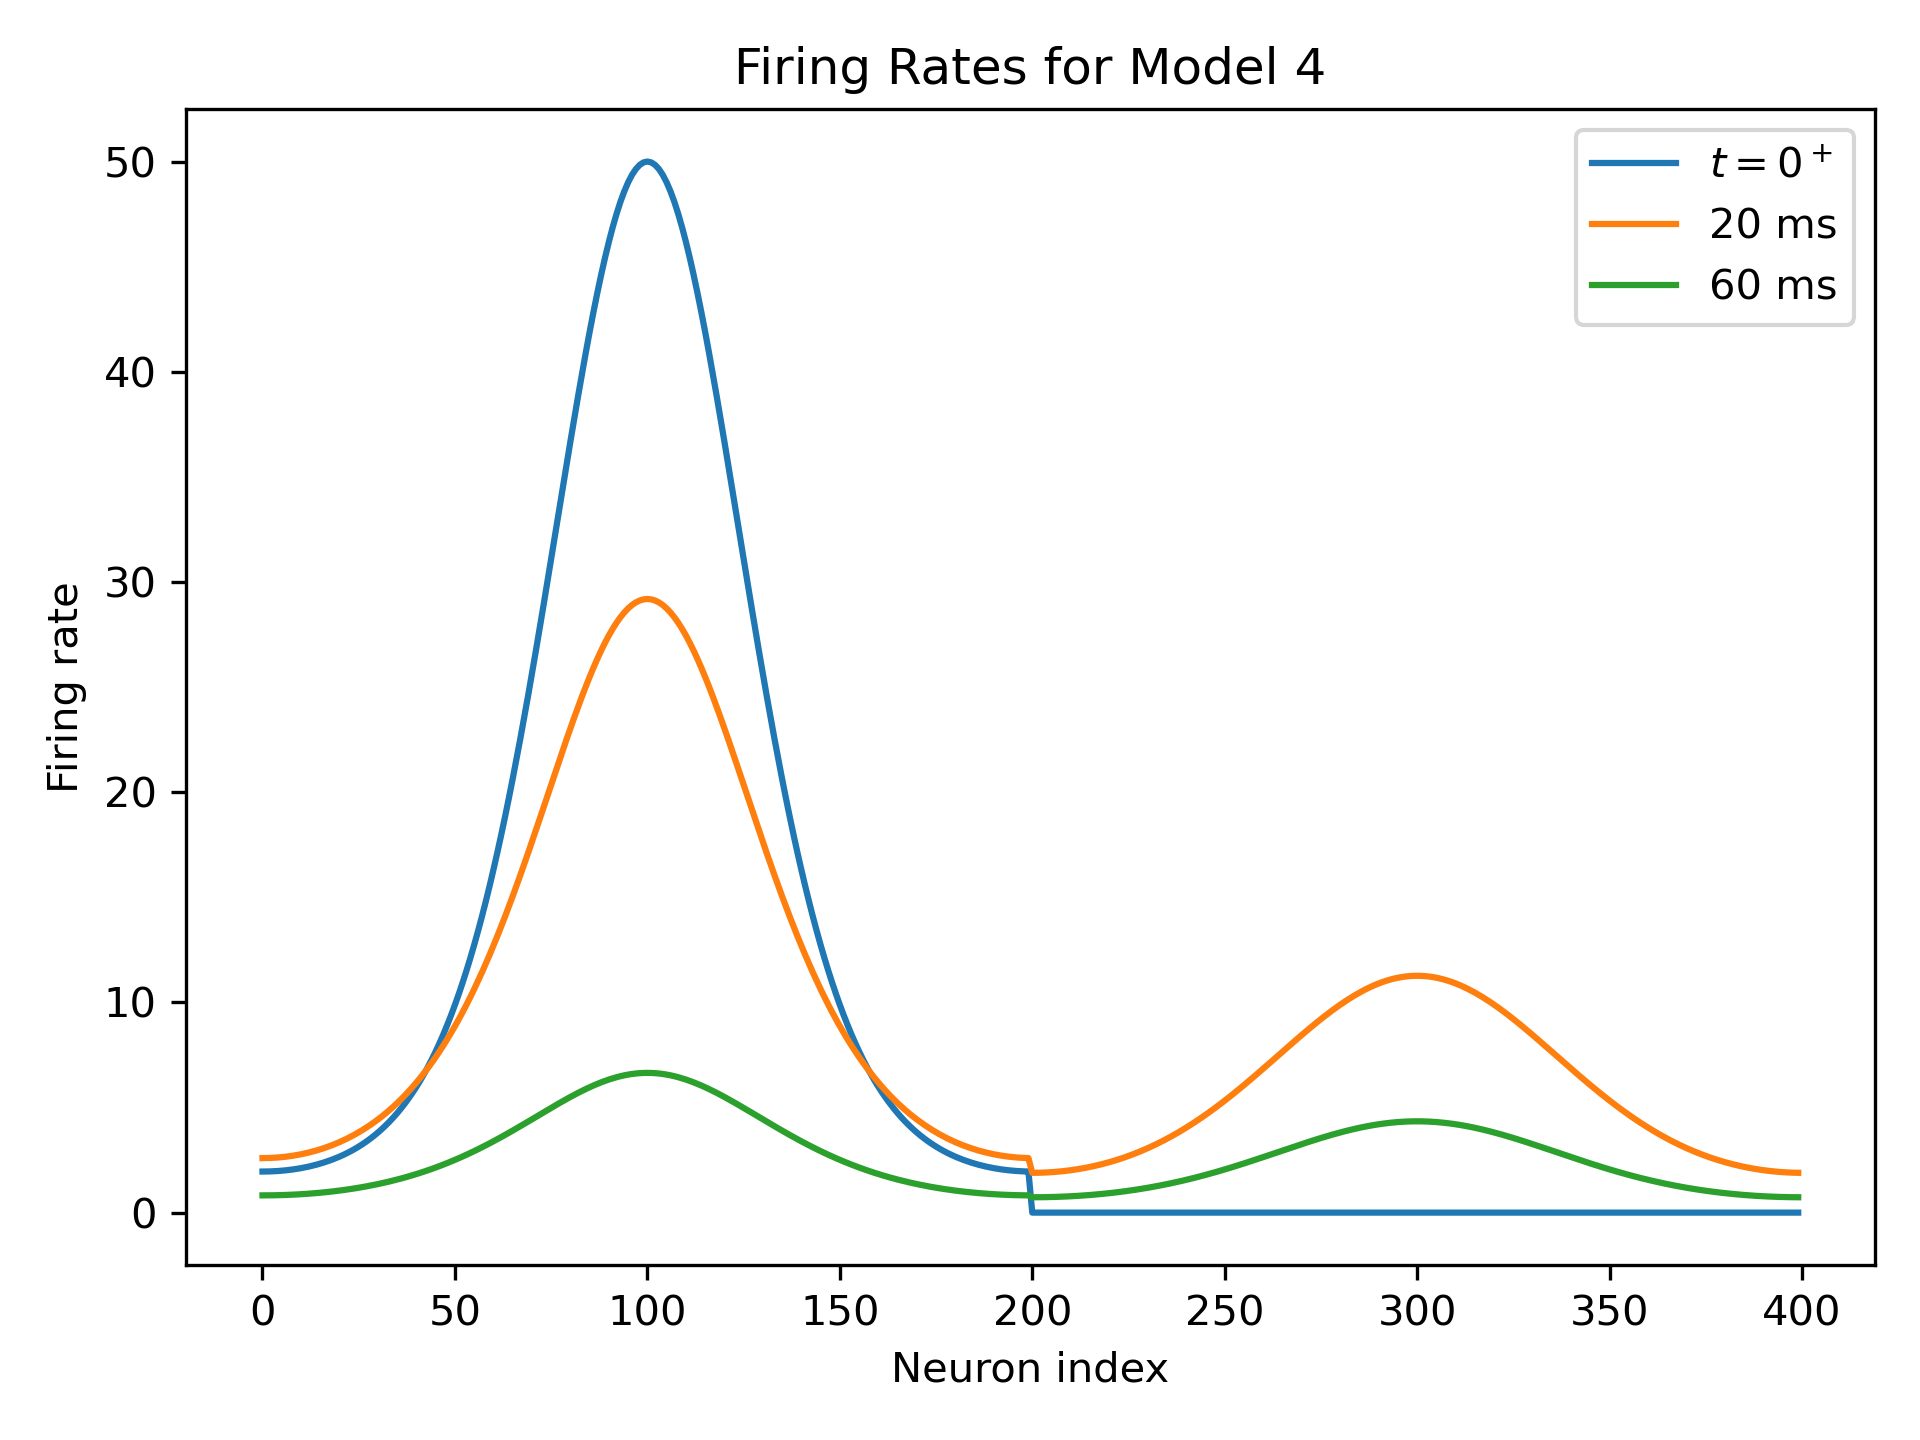 Firing Rates for Model 4
t = 0⁺
20 ms
60 ms
Firing rate
50
40
30
20
10
0
0 50 100 150 200 250 300 350 400
Neuron index